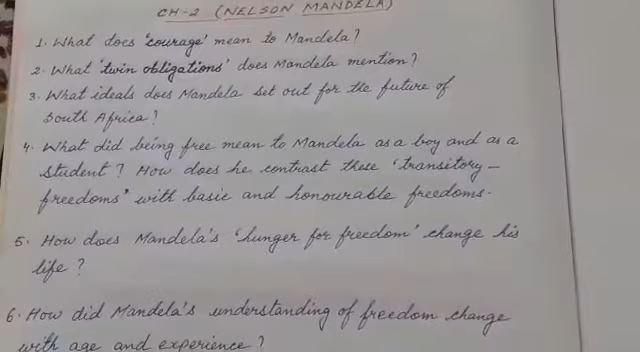 CH-2 (NELSON MANDELA)
1. What does 'courage' mean to Mandela?
2. What 'twin obligations' does Mandela mention?
3. What ideals does Mandela set out for the future of
South Africa?
4. What did being free mean to Mandela as a boy and as a
student? How does he contrast these 'transitory-
freedoms' with basic and honourable freedoms.
5. How does Mandela's 'hunger for freedom' change his
life?
6. How did Mandela's understanding of freedom change
with age and experience?